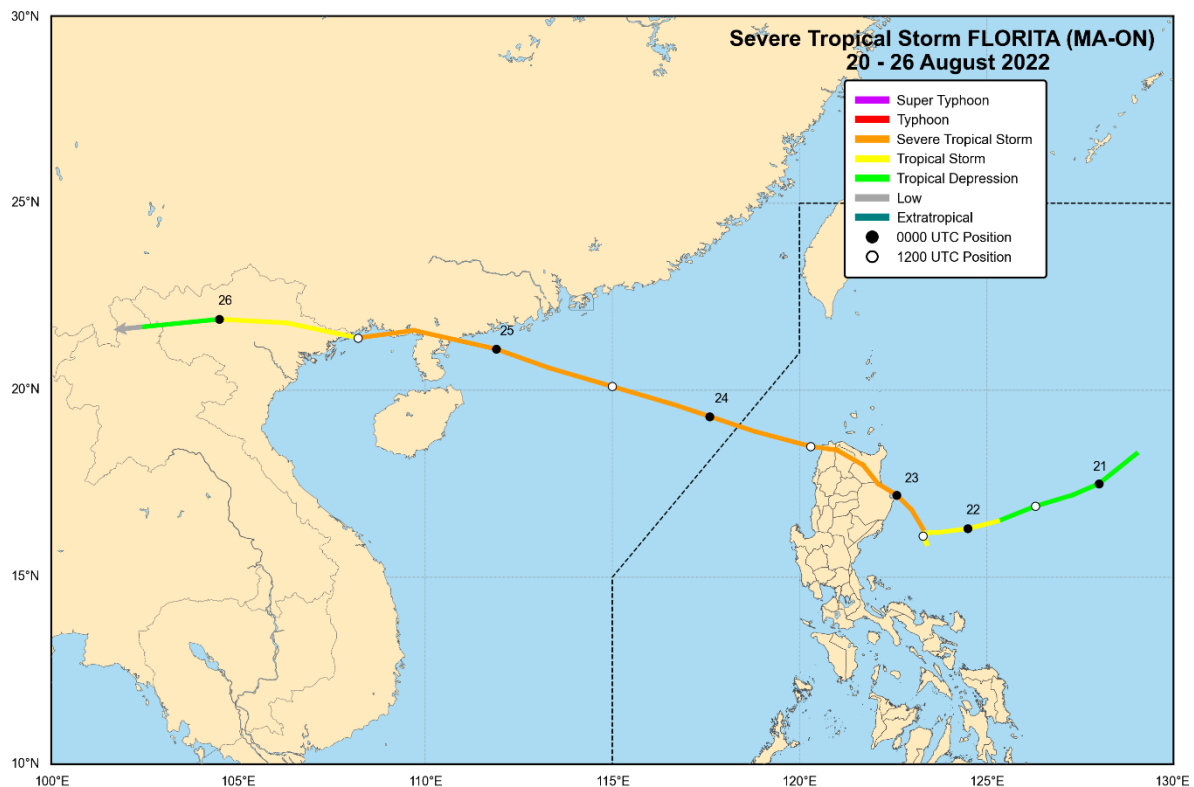 Severe Tropical Storm FLORITA (MA-ON)
20 - 26 August 2022
Super Typhoon
Typhoon
Severe Tropical Storm
Tropical Storm
Tropical Depression
Low
Extratropical
0000 UTC Position
1200 UTC Position
30°N
25°N
20°N
15°N
10°N
26
25
24
23
22
21
100°E
105°E
110°E
115°E
120°E
125°E
130°E